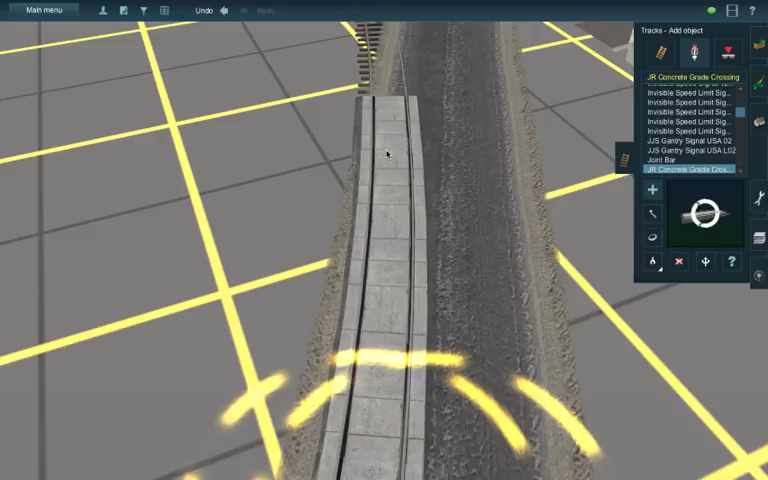 Main menu
Undo
Redo
?
Tracks - Add object
JR Concrete Grade Crossing
Invisible Speed Limit Sig...
Invisible Speed Limit Sig...
Invisible Speed Limit Sig...
Invisible Speed Limit Sig...
Invisible Speed Limit Sig...
JJS Gantry Signal USA 02
JJS Gantry Signal USA L02
Joint Bar
JR Concrete Grade Cros...
?